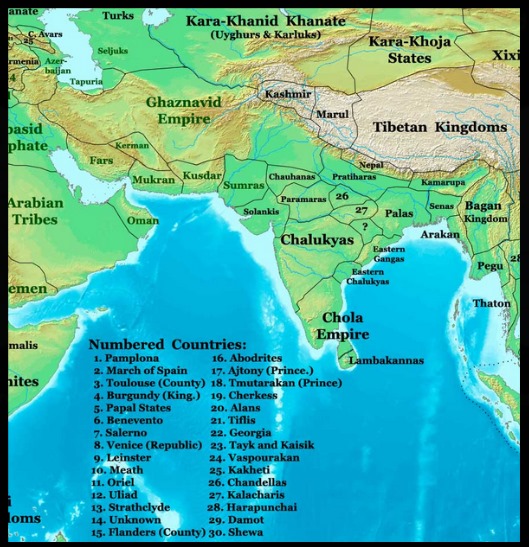 anate
Turks
Kara-Khanid Khanate
(Uyghurs & Karluks)
C. Avars
25
Seljuks
Kara-Khoja
States
Xixi
rmenia
Azer-
baijan
4
Tapuria
Kashmir
Ghaznavid
Empire
Marul
Tibetan Kingdoms
basid
phate
Kerman
Fars
Mukran
Kusdar
Sumras
Chauhanas
Nepal
Pratiharas
Kamarupa
Paramaras
26
Senas
Bagan
Kingdom
Arabian
Tribes
Oman
Solankis
27
Palas
?
Chalukyas
Arakan
Eastern
Gangas
28
Pegu
Eastern
Chalukyas
emen
Thaton
Chola
Empire
malis
Lambakannas
nites
Numbered Countries:
1. Pamplona
2. March of Spain
3. Toulouse (County)
4. Burgundy (King.)
5. Papal States
6. Benevento
7. Salerno
8. Venice (Republic)
9. Leinster
10. Meath
11. Oriel
12. Uliad
13. Strathclyde
14. Unknown
15. Flanders (County)
16. Abodrites
17. Ajtony (Prince.)
18. Tmutarakan (Prince)
19. Cherkess
20. Alans
21. Tiflis
22. Georgia
23. Tayk and Kaisik
24. Vaspourakan
25. Kakheti
26. Chandellas
27. Kalacharis
28. Harapunchai
29. Damot
30. Shewa
i
loms